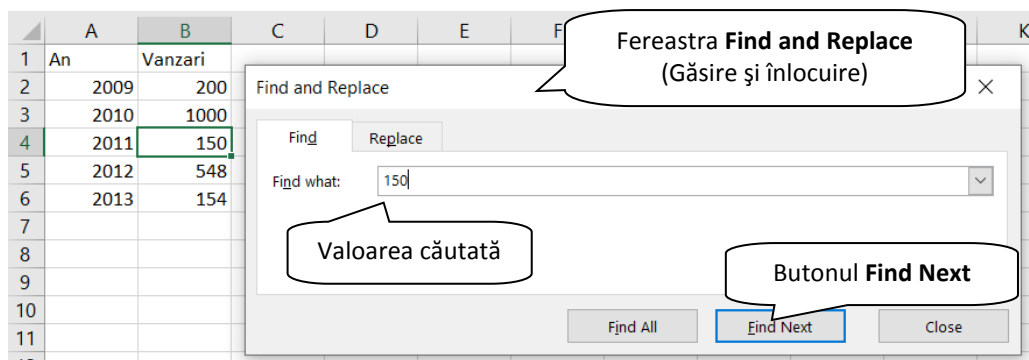 A B C D E F K
1 An Vanzari
2 2009 200
3 2010 1000
4 2011 150
5 2012 548
6 2013 154
7
8
9
10
11
Fereastra Find and Replace
(Găsire şi înlocuire)
Find and Replace
Find Replace
Find what: 150
Valoarea căutată
Butonul Find Next
Find All Find Next Close